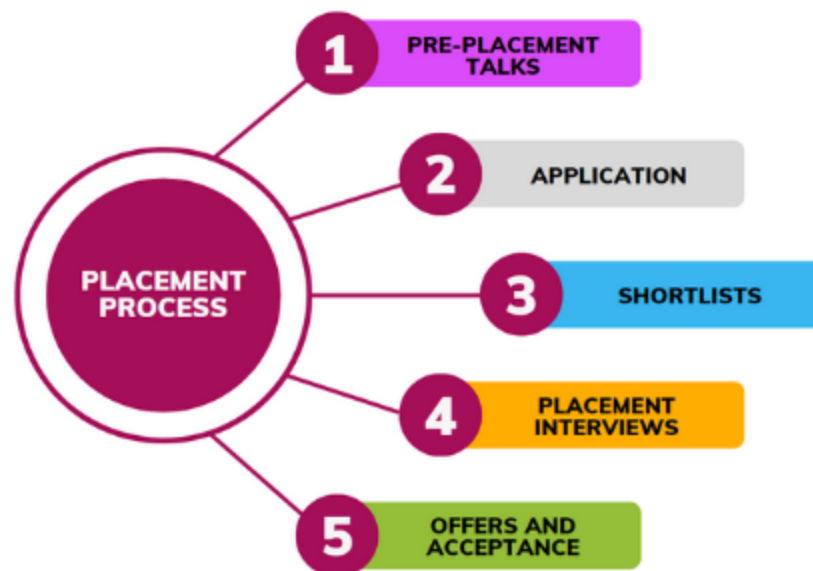 1
PRE-PLACEMENT
TALKS
2
APPLICATION
PLACEMENT
PROCESS
3
SHORTLISTS
4
PLACEMENT
INTERVIEWS
5
OFFERS AND
ACCEPTANCE